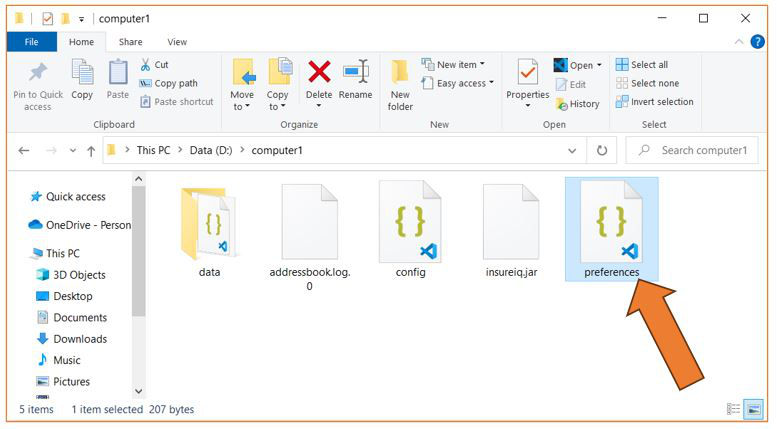 computer1
File Home Share View
Pin to Quick access
Copy
Paste
Cut
Copy path
Paste shortcut
Clipboard
Move to
Copy to
Delete
Rename
Organize
New folder
New item
Easy access
New
Properties
Open
Edit
History
Open
Select all
Select none
Invert selection
Select
This PC > Data (D:) > computer1
Search computer1
Quick access
OneDrive - Person
This PC
3D Objects
Desktop
Documents
Downloads
Music
Pictures
data
addressbook.log.
0
config
insureiq.jar
preferences
5 items 1 item selected 207 bytes